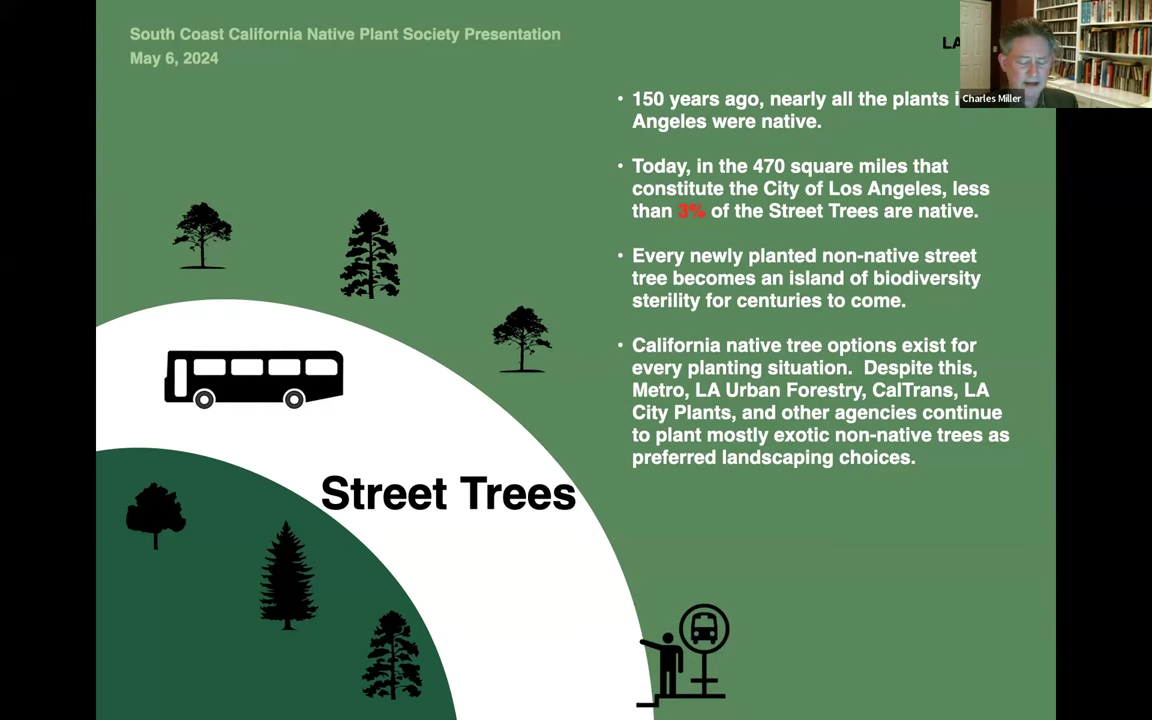 South Coast California Native Plant Society Presentation
May 6, 2024
LA
Charles Miller
• 150 years ago, nearly all the plants
Angeles were native.
• Today, in the 470 square miles that
constitute the City of Los Angeles, less
than 3% of the Street Trees are native.
• Every newly planted non-native street
tree becomes an island of biodiversity
sterility for centuries to come.
• California native tree options exist for
every planting situation. Despite this,
Metro, LA Urban Forestry, CalTrans, LA
City Plants, and other agencies continue
to plant mostly exotic non-native trees as
preferred landscaping choices.
Street Trees